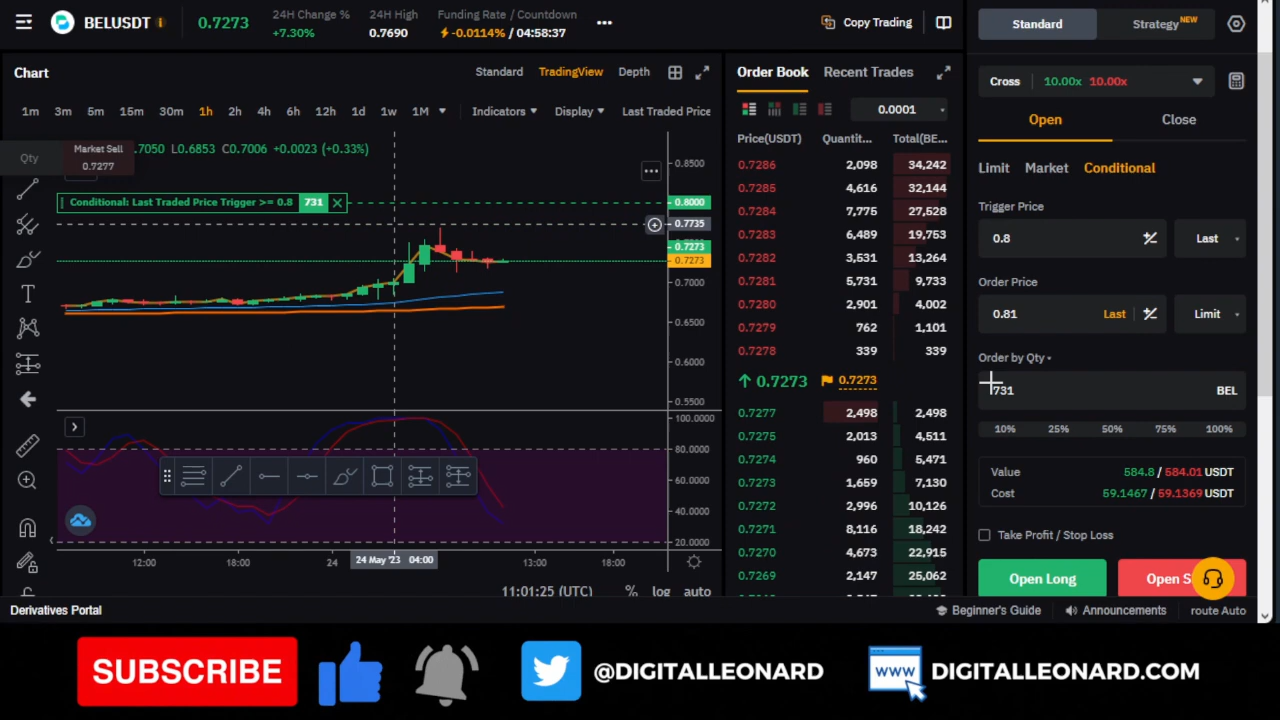 BELUSDT
0.7273
24H Change %
+7.30%
24H High
0.7690
Funding Rate / Countdown
-0.0114% / 04:58:37
Copy Trading
Chart
Standard
TradingView
Depth
1m 3m 5m 15m 30m 1h 2h 4h 6h 12h 1d 1w 1M
Indicators
Display
Last Traded Price
Qty
Market Sell
0.7277
.7050 L0.6853 C0.7006 +0.0023 (+0.33%)
Conditional: Last Traded Price Trigger >= 0.8 731
0.8500
0.8000
0.7735
0.7273
0.7273
0.7000
0.6500
0.6000
0.5500
100.0000
80.0000
60.0000
40.0000
20.0000
12:00
18:00
24
24 May '23 04:00
13:00
18:00
11:01:25 (UTC)
%
log
auto
Order Book
Recent Trades
0.0001
Price(USDT) Quantit... Total(BE...
0.7286 2,098 34,242
0.7285 4,616 32,144
0.7284 7,775 27,528
0.7283 6,489 19,753
0.7282 3,531 13,264
0.7281 5,731 9,733
0.7280 2,901 4,002
0.7279 762 1,101
0.7278 339 339
0.7273 0.7273
0.7277 2,498 2,498
0.7275 2,013 4,511
0.7274 960 5,471
0.7273 1,659 7,130
0.7272 2,996 10,126
0.7271 8,116 18,242
0.7270 4,673 22,915
0.7269 2,147 25,062
Standard
Strategy NEW
Cross 10.00x 10.00x
Open
Close
Limit Market Conditional
Trigger Price
0.8
Last
Order Price
0.81
Last
Limit
Order by Qty
731
BEL
10% 25% 50% 75% 100%
Value 584.8 / 584.01 USDT
Cost 59.1467 / 59.1369 USDT
Take Profit / Stop Loss
Open Long
Open S
Derivatives Portal
Beginner's Guide
Announcements
route Auto
SUBSCRIBE
@DIGITALLEONARD
WWW
DIGITALLEONARD.COM